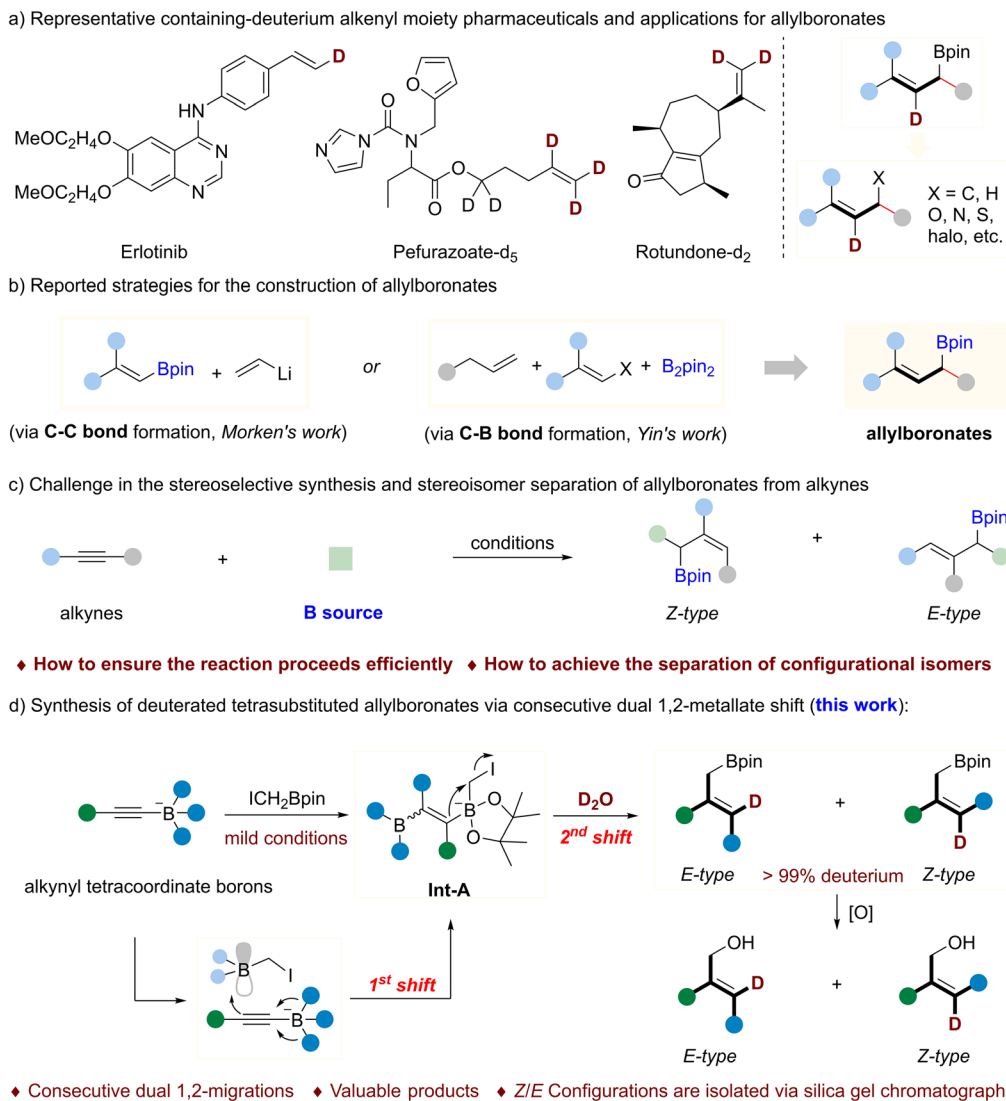 a) Representative containing-deuterium alkenyl moiety pharmaceuticals and applications for allylboronates
D
HN
MeOC2H4O
MeOC2H4O
N
N
Erlotinib
O
O
N
N
N
O
O
D D
D
D
D
Pefurazoate-d5
D D
O
Rotundone-d2
Bpin
D
X
D
X = C, H
O, N, S,
halo, etc.
b) Reported strategies for the construction of allylboronates
Bpin + Li
or
+ X + B2pin2
Bpin
(via C-C bond formation, Morken's work)
(via C-B bond formation, Yin's work)
allylboronates
c) Challenge in the stereoselective synthesis and stereoisomer separation of allylboronates from alkynes
+
conditions
Bpin
+
Bpin
alkynes
B source
Z-type
E-type
♦ How to ensure the reaction proceeds efficiently ♦ How to achieve the separation of configurational isomers
d) Synthesis of deuterated tetrasubstituted allylboronates via consecutive dual 1,2-metallate shift (this work):
B
−
ICH2Bpin
mild conditions
I
B
B
−
O
O
Int-A
D2O
2nd shift
Bpin
D
+
Bpin
D
E-type
> 99% deuterium
Z-type
alkynyl tetracoordinate borons
[O]
B
I
B
−
1st shift
OH
D
+
OH
D
E-type
Z-type
♦ Consecutive dual 1,2-migrations ♦ Valuable products ♦ Z/E Configurations are isolated via silica gel chromatograph